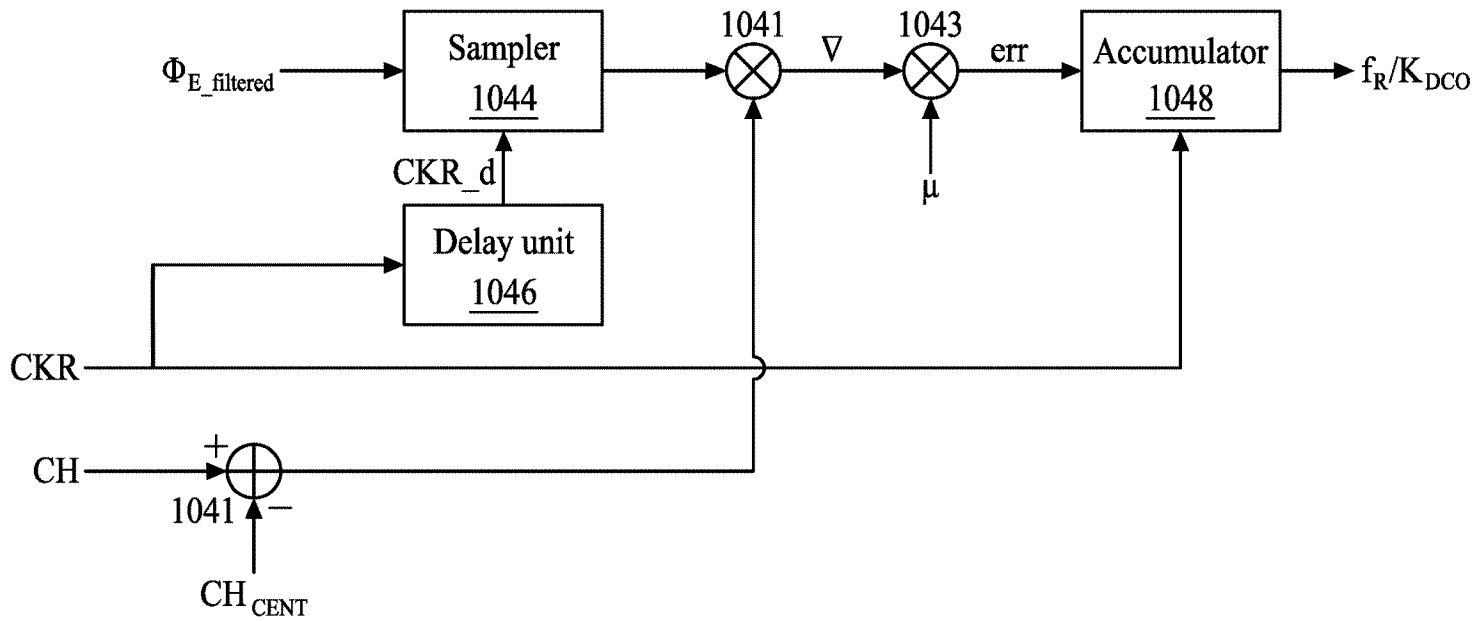 Φ_E_filtered
Sampler
1044
1041
∇
1043
err
μ
Accumulator
1048
f_R/K_DCO
CKR_d
Delay unit
1046
CKR
CH
+
1041
−
CH_CENT